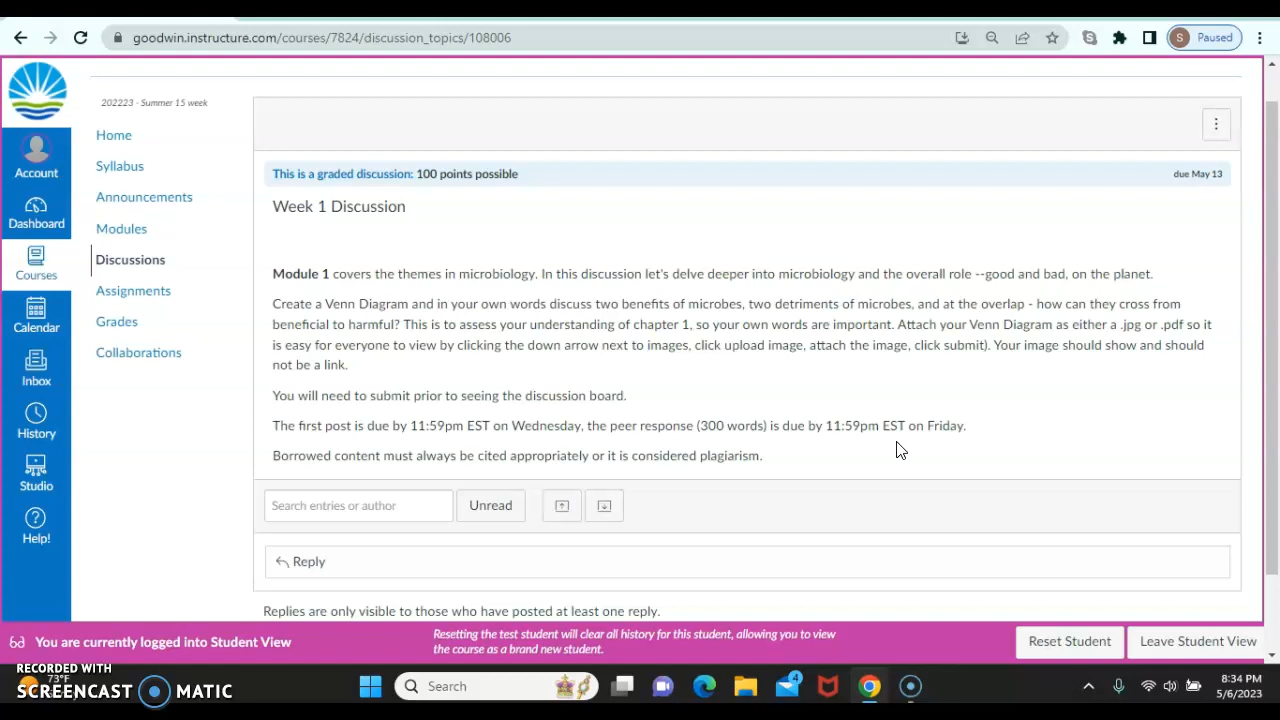 goodwin.instructure.com/courses/7824/discussion_topics/108006
S Paused
202223 - Summer 15 week
Home
Syllabus
Announcements
Modules
Discussions
Assignments
Grades
Collaborations
Account
Dashboard
Courses
Calendar
Inbox
History
Studio
Help!
This is a graded discussion: 100 points possible
due May 13
Week 1 Discussion
Module 1 covers the themes in microbiology. In this discussion let's delve deeper into microbiology and the overall role --good and bad, on the planet.
Create a Venn Diagram and in your own words discuss two benefits of microbes, two detriments of microbes, and at the overlap - how can they cross from
beneficial to harmful? This is to assess your understanding of chapter 1, so your own words are important. Attach your Venn Diagram as either a .jpg or .pdf so it
is easy for everyone to view by clicking the down arrow next to images, click upload image, attach the image, click submit). Your image should show and should
not be a link.
You will need to submit prior to seeing the discussion board.
The first post is due by 11:59pm EST on Wednesday, the peer response (300 words) is due by 11:59pm EST on Friday.
Borrowed content must always be cited appropriately or it is considered plagiarism.
Search entries or author
Unread
Reply
Replies are only visible to those who have posted at least one reply.
You are currently logged into Student View
Resetting the test student will clear all history for this student, allowing you to view
the course as a brand new student.
Reset Student
Leave Student View
RECORDED WITH
SCREENCAST MATIC
73°F
Search
4
8:34 PM
5/6/2023